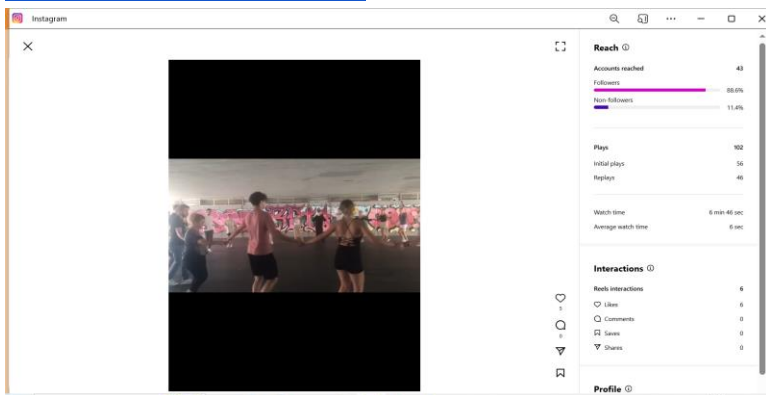 Instagram
Reach
Accounts reached 43
Followers
88.6%
Non-followers
11.4%
Plays 102
Initial plays 56
Replays 46
Watch time 6 min 46 sec
Average watch time 6 sec
Interactions
Reels interactions 6
Likes 6
Comments 0
Saves 0
Shares 0
Profile
5
0